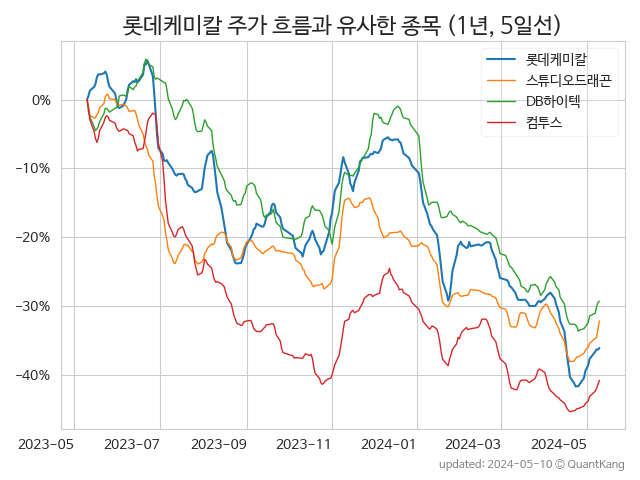 롯데케미칼 주가 흐름과 유사한 종목 (1년, 5일선)
롯데케미칼
스튜디오드래곤
DB하이텍
컴투스
0%
−10%
−20%
−30%
−40%
2023-05 2023-07 2023-09 2023-11 2024-01 2024-03 2024-05
updated: 2024-05-10 © QuantKang